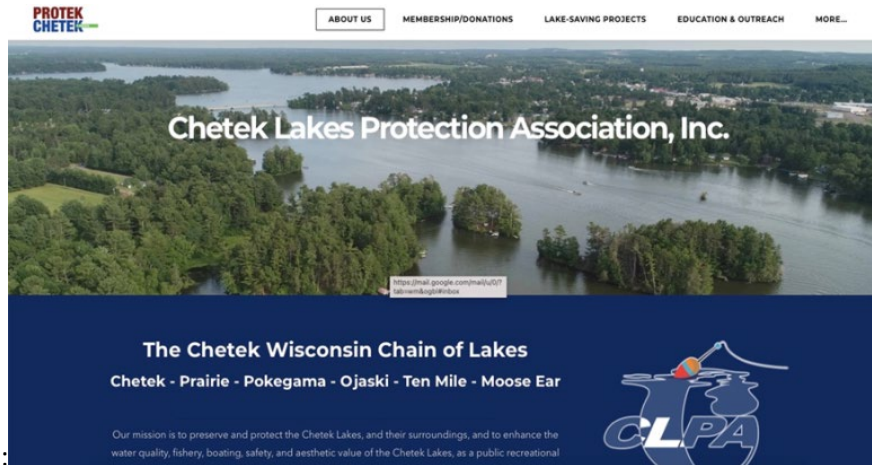 PROTEK
CHETEK
ABOUT US
MEMBERSHIP/DONATIONS
LAKE-SAVING PROJECTS
EDUCATION & OUTREACH
MORE...
Chetek Lakes Protection Association, Inc.
https://mail.google.com/mail/u/0/?
tab=wm&ogbl#inbox
The Chetek Wisconsin Chain of Lakes
Chetek - Prairie - Pokegama - Ojaski - Ten Mile - Moose Ear
Our mission is to preserve and protect the Chetek Lakes, and their surroundings, and to enhance the
water quality, fishery, boating, safety, and aesthetic value of the Chetek Lakes, as a public recreational
CLPA
: